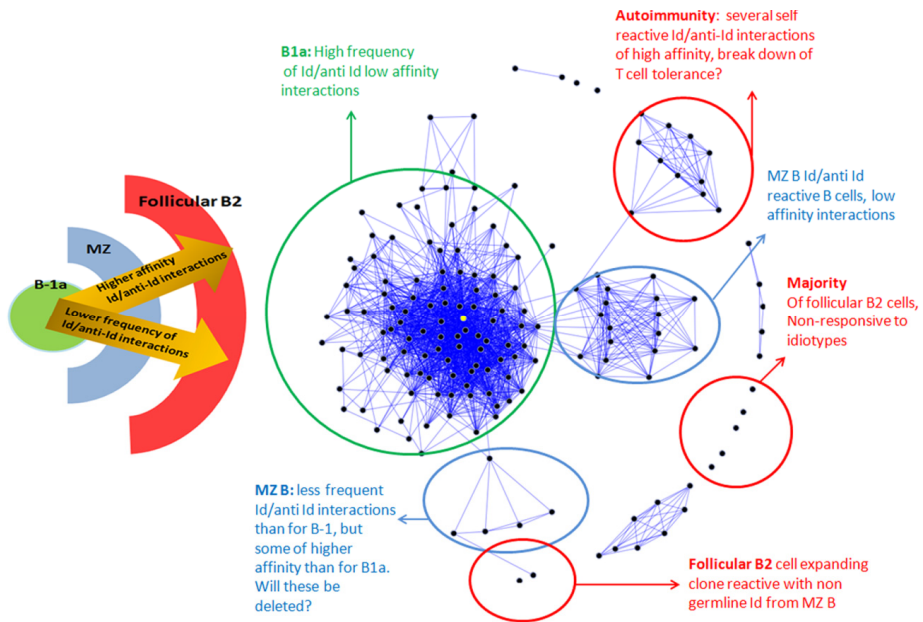 Autoimmunity: several self
reactive Id/anti-Id interactions
of high affinity, break down of
T cell tolerance?
B1a: High frequency
of Id/anti Id low affinity
interactions
MZ B Id/anti Id
reactive B cells, low
affinity interactions
Follicular B2
MZ
B-1a
Higher affinity
Id/anti-Id interactions
Lower frequency of
Id/anti-Id interactions
Majority
Of follicular B2 cells,
Non-responsive to
idiotypes
MZ B: less frequent
Id/anti Id interactions
than for B-1, but
some of higher
affinity than for B1a.
Will these be
deleted?
Follicular B2 cell expanding
clone reactive with non
germline Id from MZ B